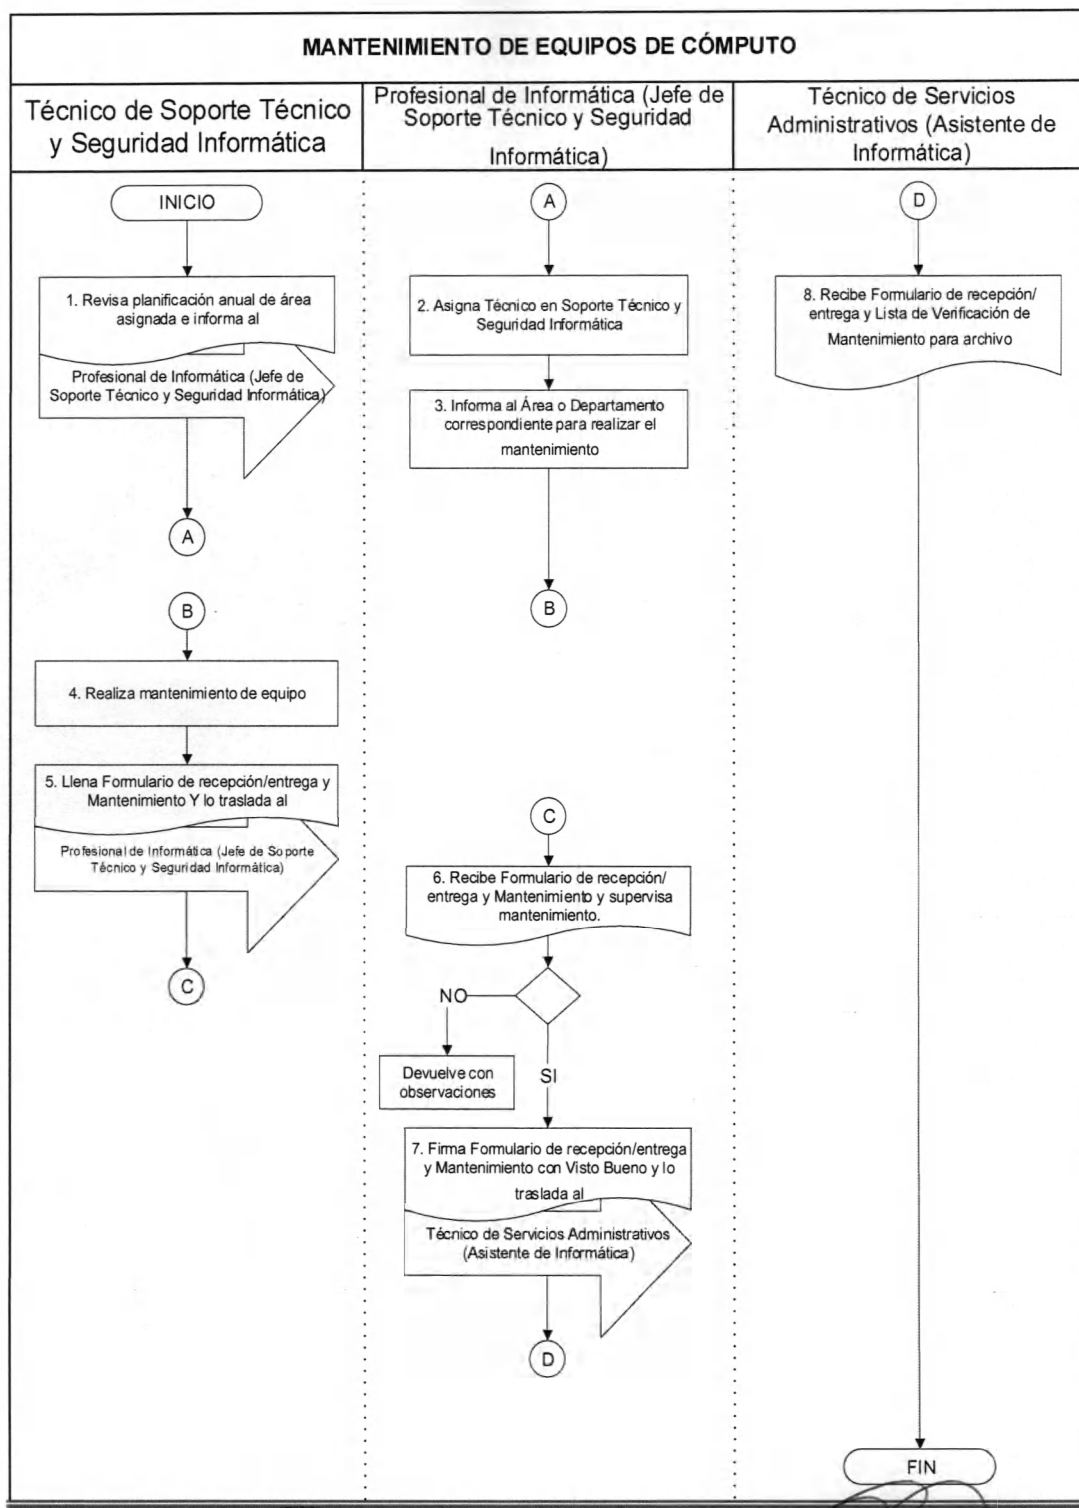 MANTENIMIENTO DE EQUIPOS DE CÓMPUTO
Técnico de Soporte Técnico
y Seguridad Informática
Profesional de Informática (Jefe de
Soporte Técnico y Seguridad
Informática)
Técnico de Servicios
Administrativos (Asistente de
Informática)
INICIO
1. Revisa planificación anual de área
asignada e informa al
Profesional de Informática (Jefe de
Soporte Técnico y Seguridad Informática)
A
B
4. Realiza mantenimiento de equipo
5. Llena Formulario de recepción/entrega y
Mantenimiento Y lo traslada al
Profesional de Informática (Jefe de Soporte
Técnico y Seguridad Informática)
C
A
2. Asigna Técnico en Soporte Técnico y
Seguridad Informática
3. Informa al Área o Departamento
correspondiente para realizar el
mantenimiento
B
C
6. Recibe Formulario de recepción/
entrega y Mantenimiento y supervisa
mantenimiento.
NO
Devuelve con
observaciones
SI
7. Firma Formulario de recepción/entrega
y Mantenimiento con Visto Bueno y lo
traslada al
Técnico de Servicios Administrativos
(Asistente de Informática)
D
D
8. Recibe Formulario de recepción/
entrega y Lista de Verificación de
Mantenimiento para archivo
FIN